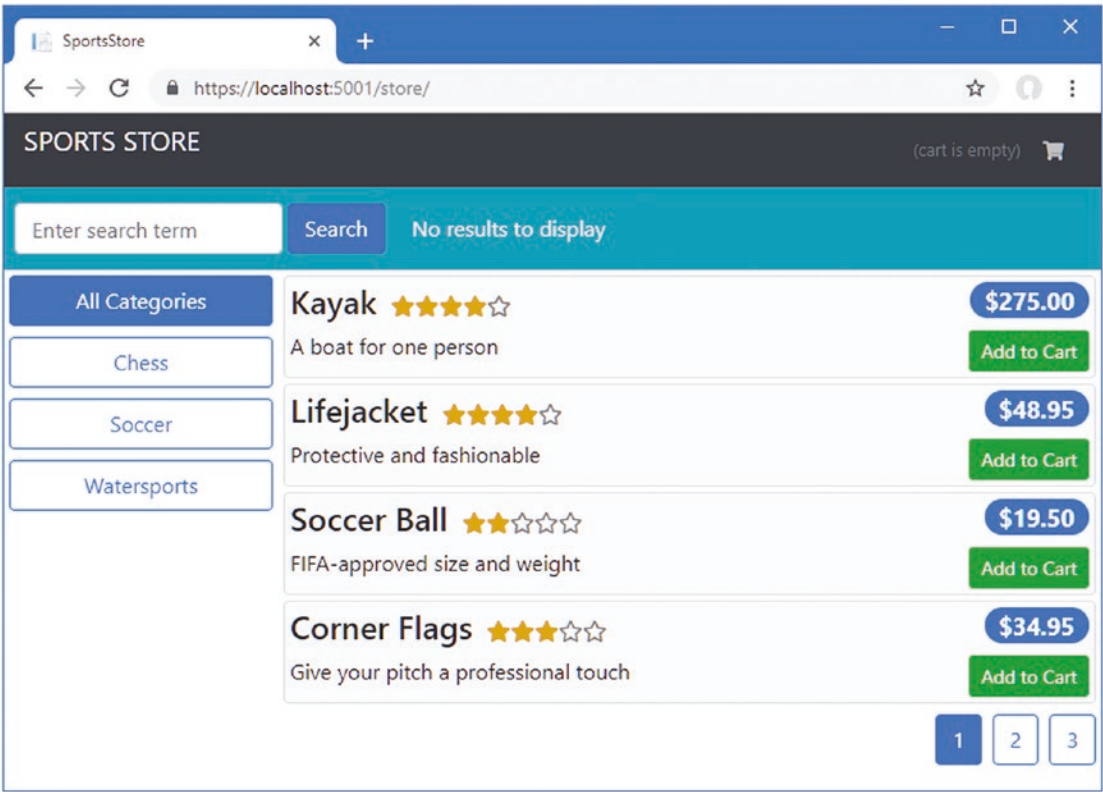 SportsStore
https://localhost:5001/store/
SPORTS STORE
(cart is empty)
Enter search term
Search
No results to display
All Categories
Chess
Soccer
Watersports
Kayak
$275.00
A boat for one person
Add to Cart
Lifejacket
$48.95
Protective and fashionable
Add to Cart
Soccer Ball
$19.50
FIFA-approved size and weight
Add to Cart
Corner Flags
$34.95
Give your pitch a professional touch
Add to Cart
1 2 3